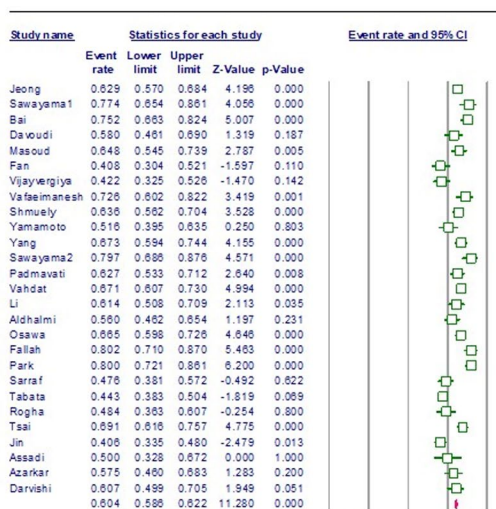 Study name Statistics for each study Event rate and 95% CI
Event Lower Upper
rate limit limit Z-Value p-Value
Jeong 0.629 0.570 0.684 4.196 0.000
Sawayama1 0.774 0.654 0.861 4.056 0.000
Bai 0.752 0.663 0.824 5.007 0.000
Davoudi 0.580 0.461 0.690 1.319 0.187
Masoud 0.648 0.545 0.739 2.787 0.005
Fan 0.408 0.304 0.521 -1.597 0.110
Vijayvergiya 0.422 0.325 0.526 -1.470 0.142
Vafaeimanesh 0.726 0.602 0.822 3.419 0.001
Shmuely 0.636 0.562 0.704 3.528 0.000
Yamamoto 0.516 0.395 0.635 0.250 0.803
Yang 0.673 0.594 0.744 4.155 0.000
Sawayama2 0.797 0.686 0.876 4.571 0.000
Padmavati 0.627 0.533 0.712 2.640 0.008
Vahdat 0.671 0.607 0.730 4.994 0.000
Li 0.614 0.508 0.709 2.113 0.035
Aldhalmi 0.560 0.462 0.654 1.197 0.231
Osawa 0.665 0.598 0.726 4.646 0.000
Fallah 0.802 0.710 0.870 5.463 0.000
Park 0.800 0.721 0.861 6.200 0.000
Sarraf 0.476 0.381 0.572 -0.492 0.622
Tabata 0.443 0.383 0.504 -1.819 0.069
Rogha 0.484 0.363 0.607 -0.254 0.800
Tsai 0.691 0.616 0.757 4.775 0.000
Jin 0.406 0.335 0.480 -2.479 0.013
Assadi 0.500 0.328 0.672 0.000 1.000
Azarkar 0.575 0.460 0.683 1.283 0.200
Darvishi 0.607 0.499 0.705 1.949 0.051
0.604 0.586 0.622 11.280 0.000